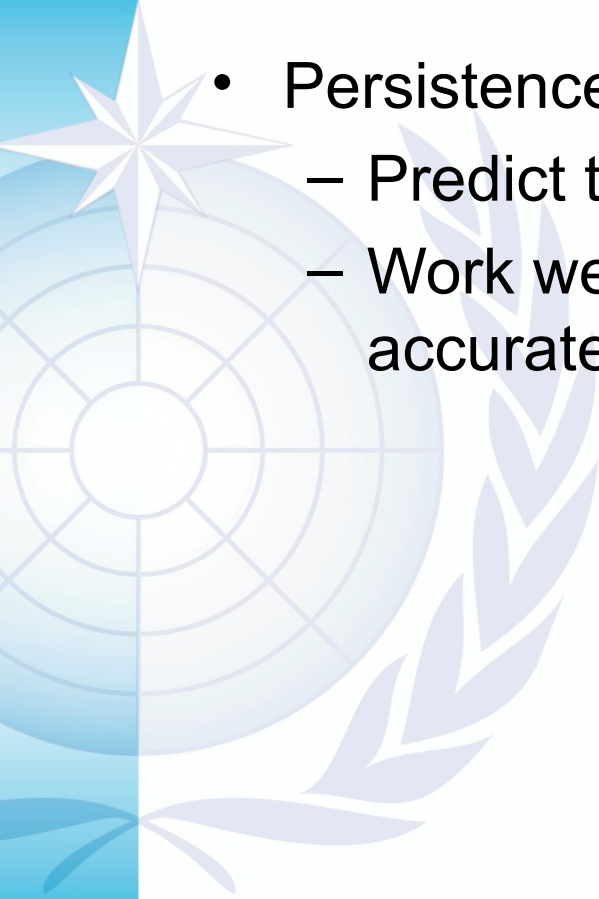 • Persistence
– Predict t
– Work we
accurate